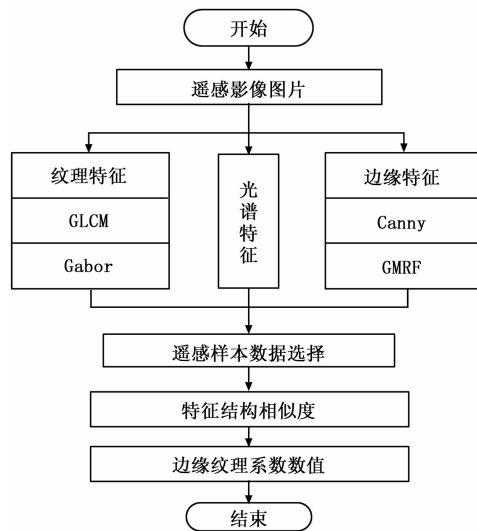 开始
遥感影像图片
纹理特征
GLCM
Gabor
光谱特征
边缘特征
Canny
GMRF
遥感样本数据选择
特征结构相似度
边缘纹理系数数值
结束